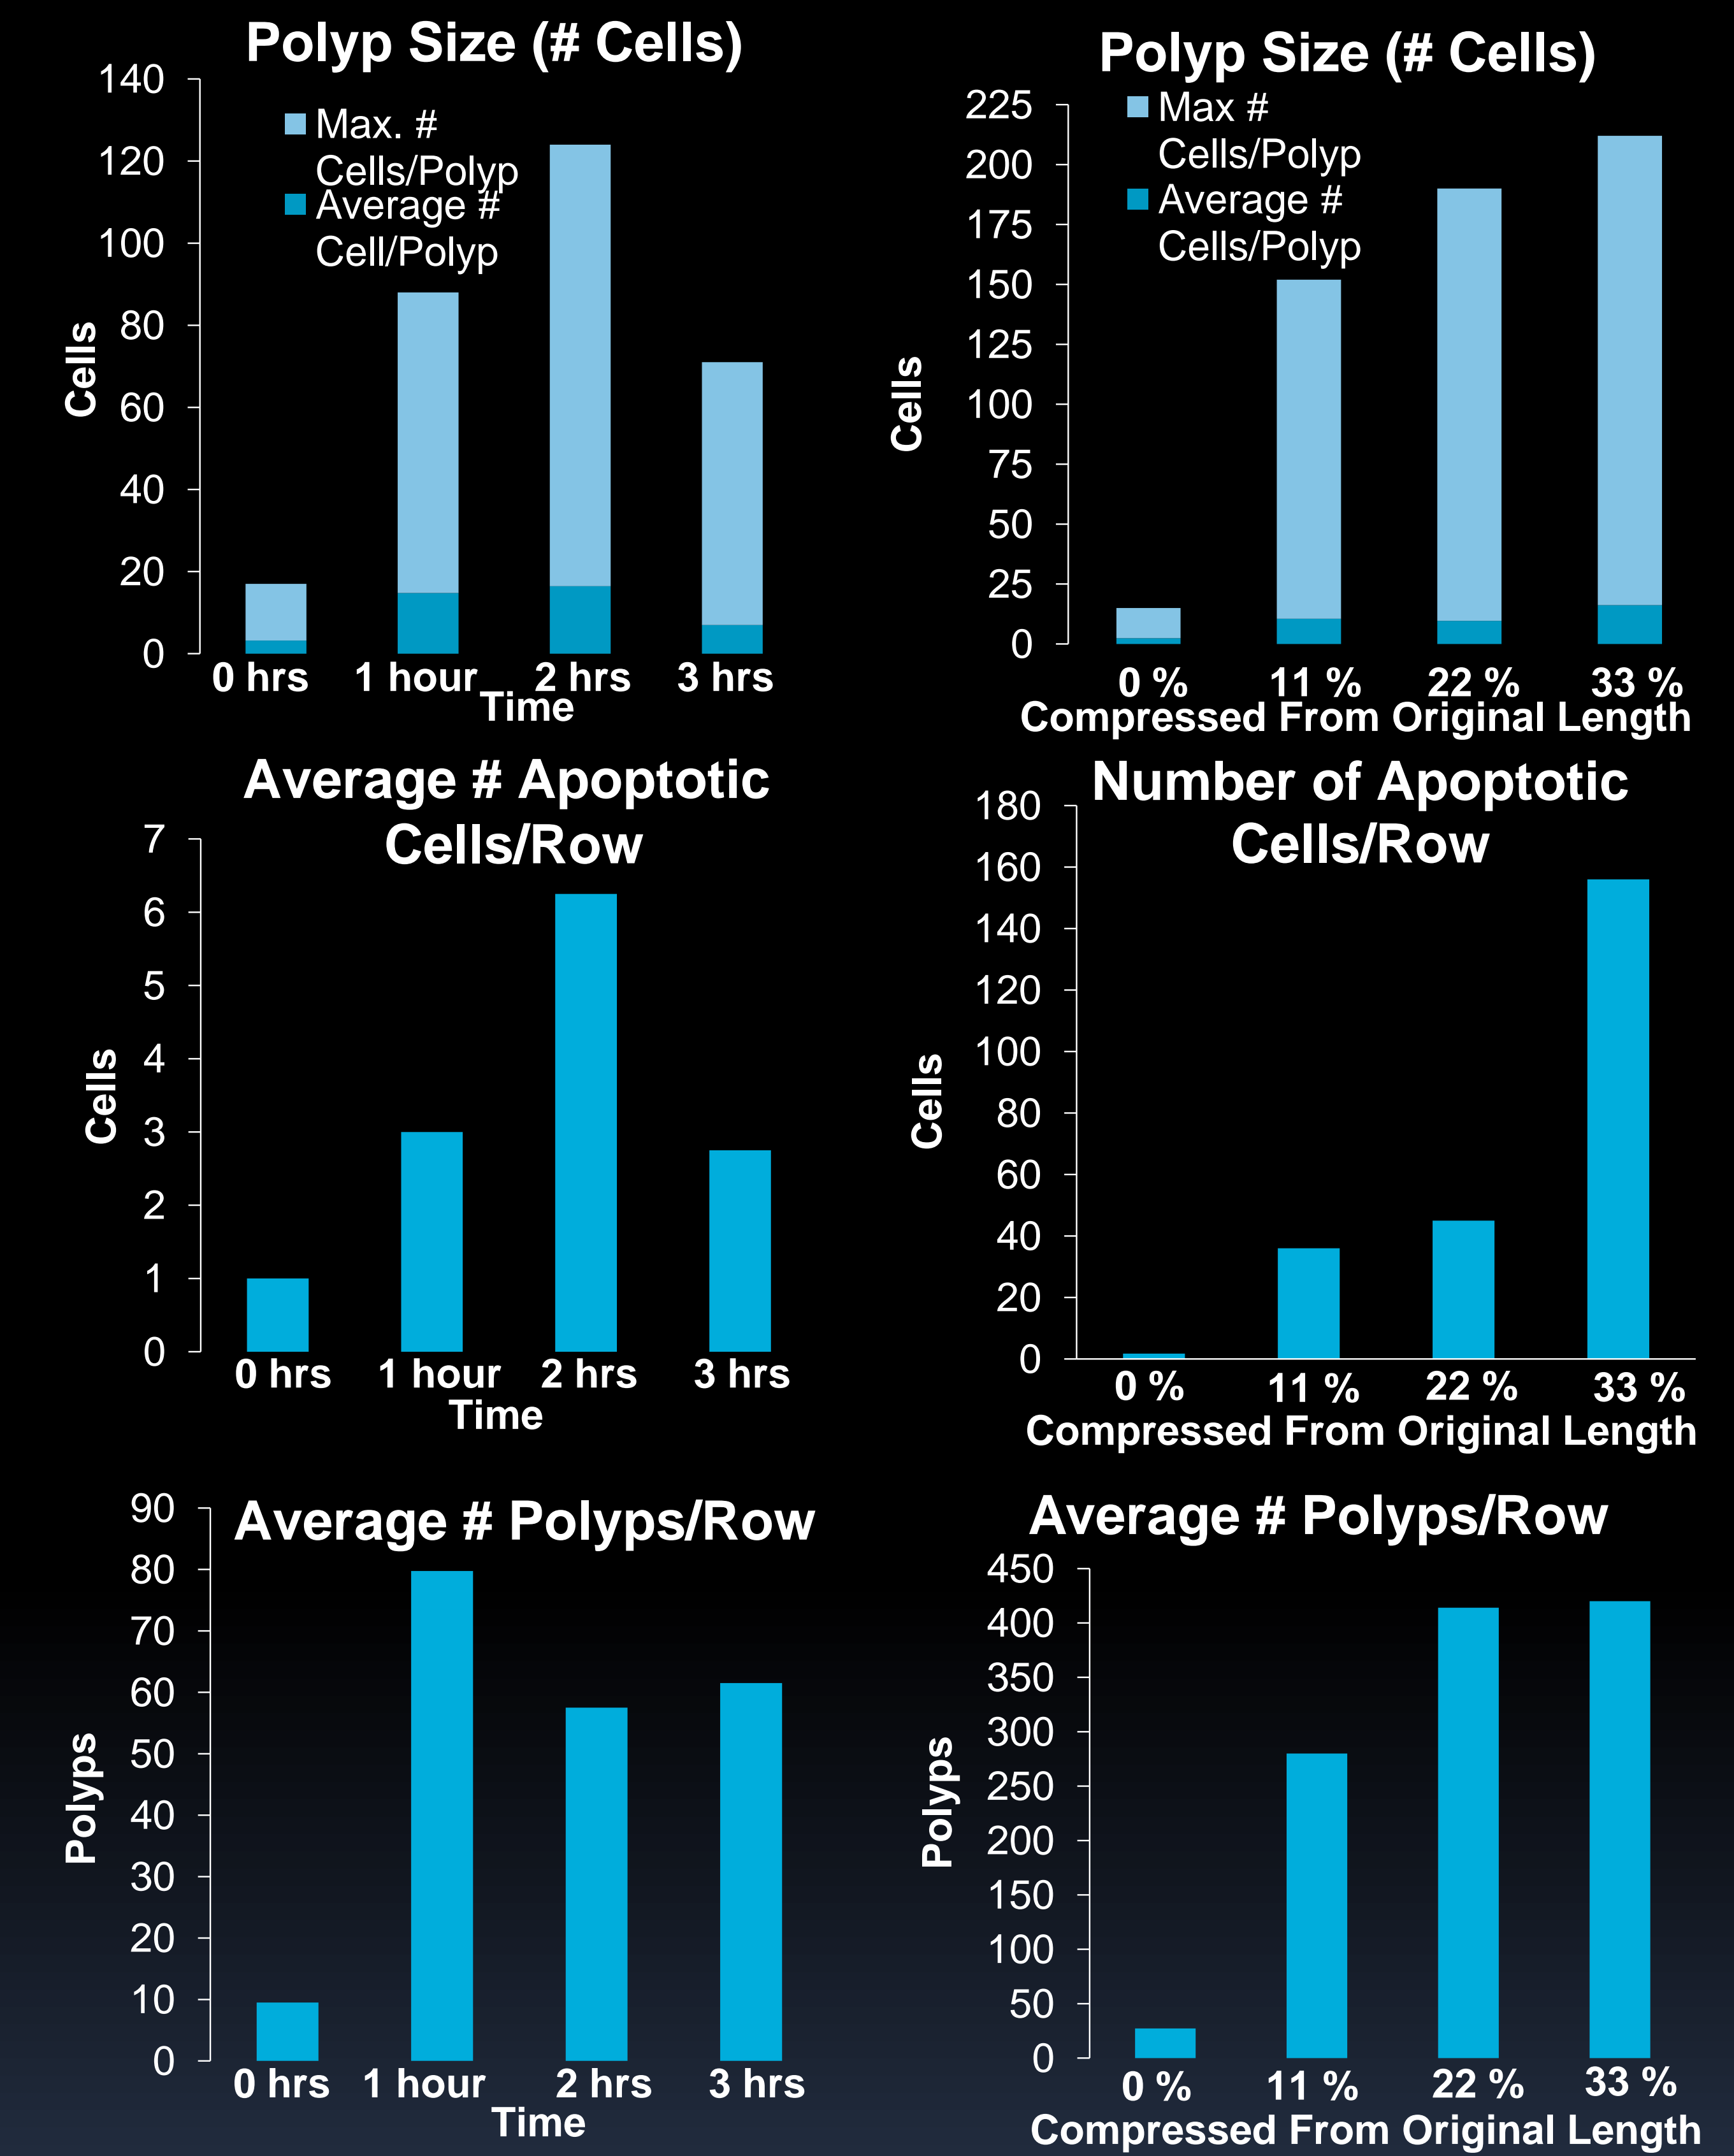 Polyp Size (# Cells)
140
120
100
80
60
40
20
0
Cells
Max. #
Cells/Polyp
Average #
Cell/Polyp
0 hrs
1 hour
2 hrs
3 hrs
Time
Polyp Size (# Cells)
225
200
175
150
125
100
75
50
25
0
Cells
Max #
Cells/Polyp
Average #
Cells/Polyp
0 %
11 %
22 %
33 %
Compressed From Original Length
Average # Apoptotic
Cells/Row
7
6
5
4
3
2
1
0
Cells
0 hrs
1 hour
2 hrs
3 hrs
Time
Number of Apoptotic
Cells/Row
180
160
140
120
100
80
60
40
20
0
Cells
0 %
11 %
22 %
33 %
Compressed From Original Length
Average # Polyps/Row
90
80
70
60
50
40
30
20
10
0
Polyps
0 hrs
1 hour
2 hrs
3 hrs
Time
Average # Polyps/Row
450
400
350
300
250
200
150
100
50
0
Polyps
0 %
11 %
22 %
33 %
Compressed From Original Length